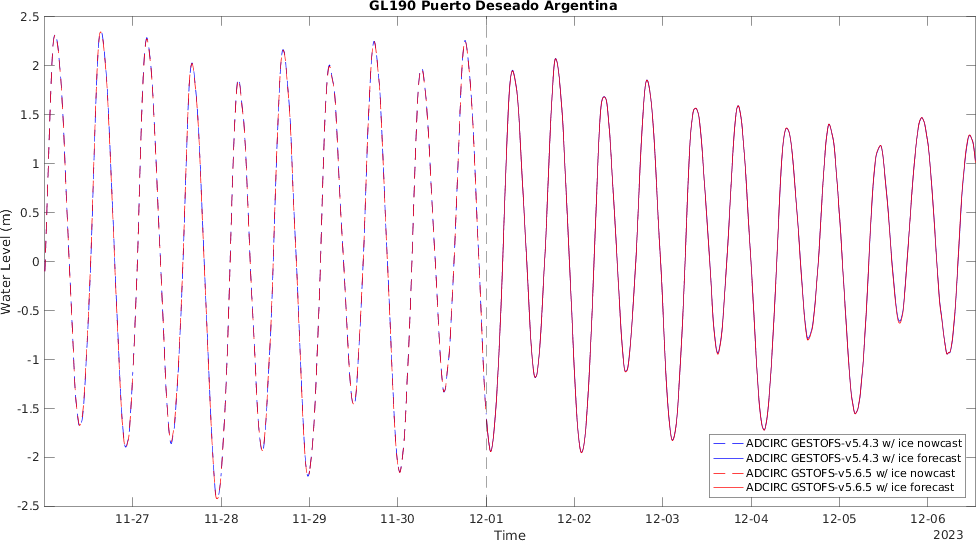 GL190 Puerto Deseado Argentina
2.5
2
1.5
1
0.5
0
-0.5
-1
-1.5
-2
-2.5
Water Level (m)
11-27 11-28 11-29 11-30 12-01 12-02 12-03 12-04 12-05 12-06
Time
2023
ADCIRC GESTOFS-v5.4.3 w/ ice nowcast
ADCIRC GESTOFS-v5.4.3 w/ ice forecast
ADCIRC GSTOFS-v5.6.5 w/ ice nowcast
ADCIRC GSTOFS-v5.6.5 w/ ice forecast